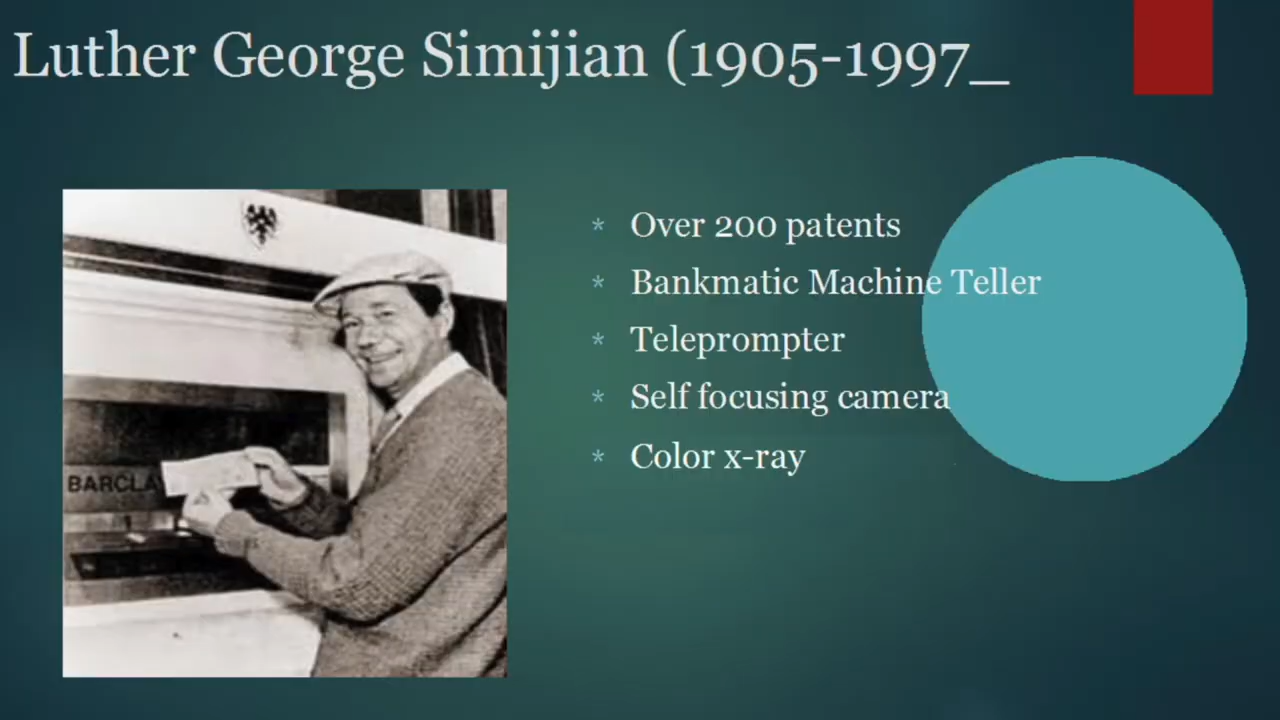 Luther George Simijian (1905-1997_
* Over 200 patents
* Bankmatic Machine Teller
* Teleprompter
* Self focusing camera
* Color x-ray
BARCLA